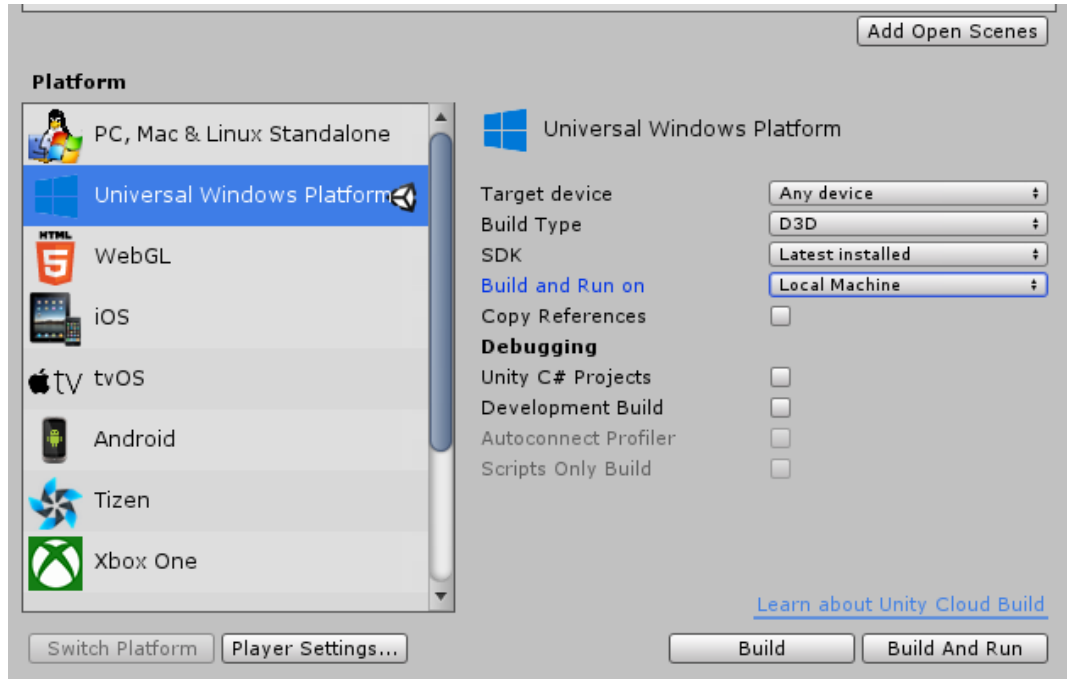 Add Open Scenes
Platform
PC, Mac & Linux Standalone
Universal Windows Platform
HTML
5
WebGL
iOS
tv tvOS
Android
Tizen
Xbox One
Universal Windows Platform
Target device Any device
Build Type D3D
SDK Latest installed
Build and Run on Local Machine
Copy References
Debugging
Unity C# Projects
Development Build
Autoconnect Profiler
Scripts Only Build
Learn about Unity Cloud Build
Switch Platform Player Settings... Build Build And Run